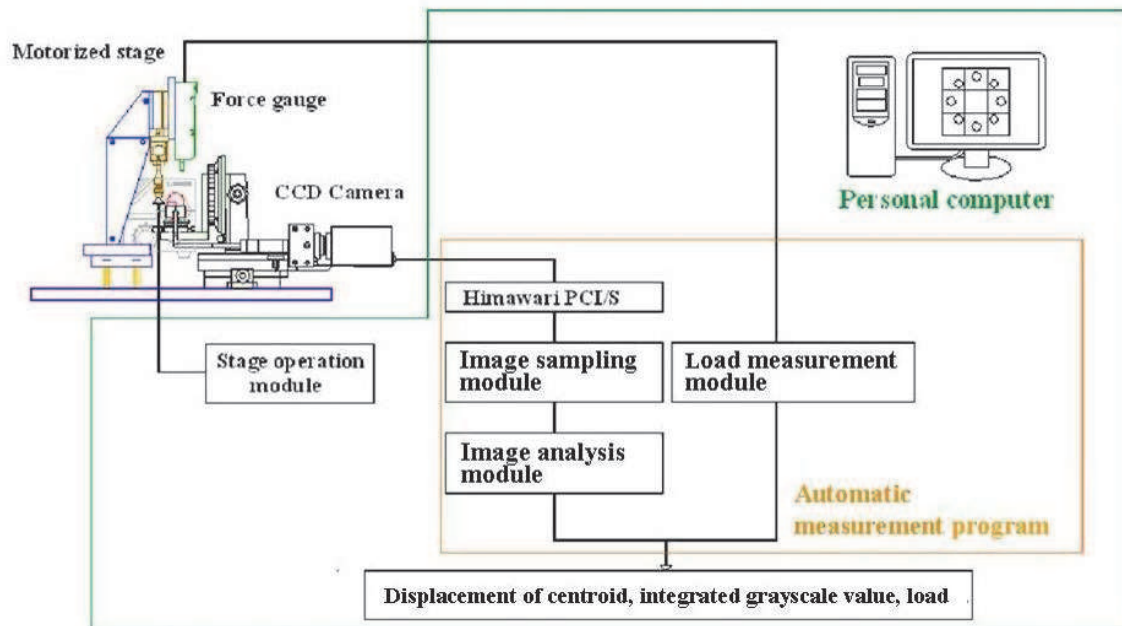 Motorized stage
Force gauge
CCD Camera
Personal computer
Himawari PCI/S
Stage operation
module
Image sampling
module
Load measurement
module
Image analysis
module
Automatic
measurement program
Displacement of centroid, integrated grayscale value, load